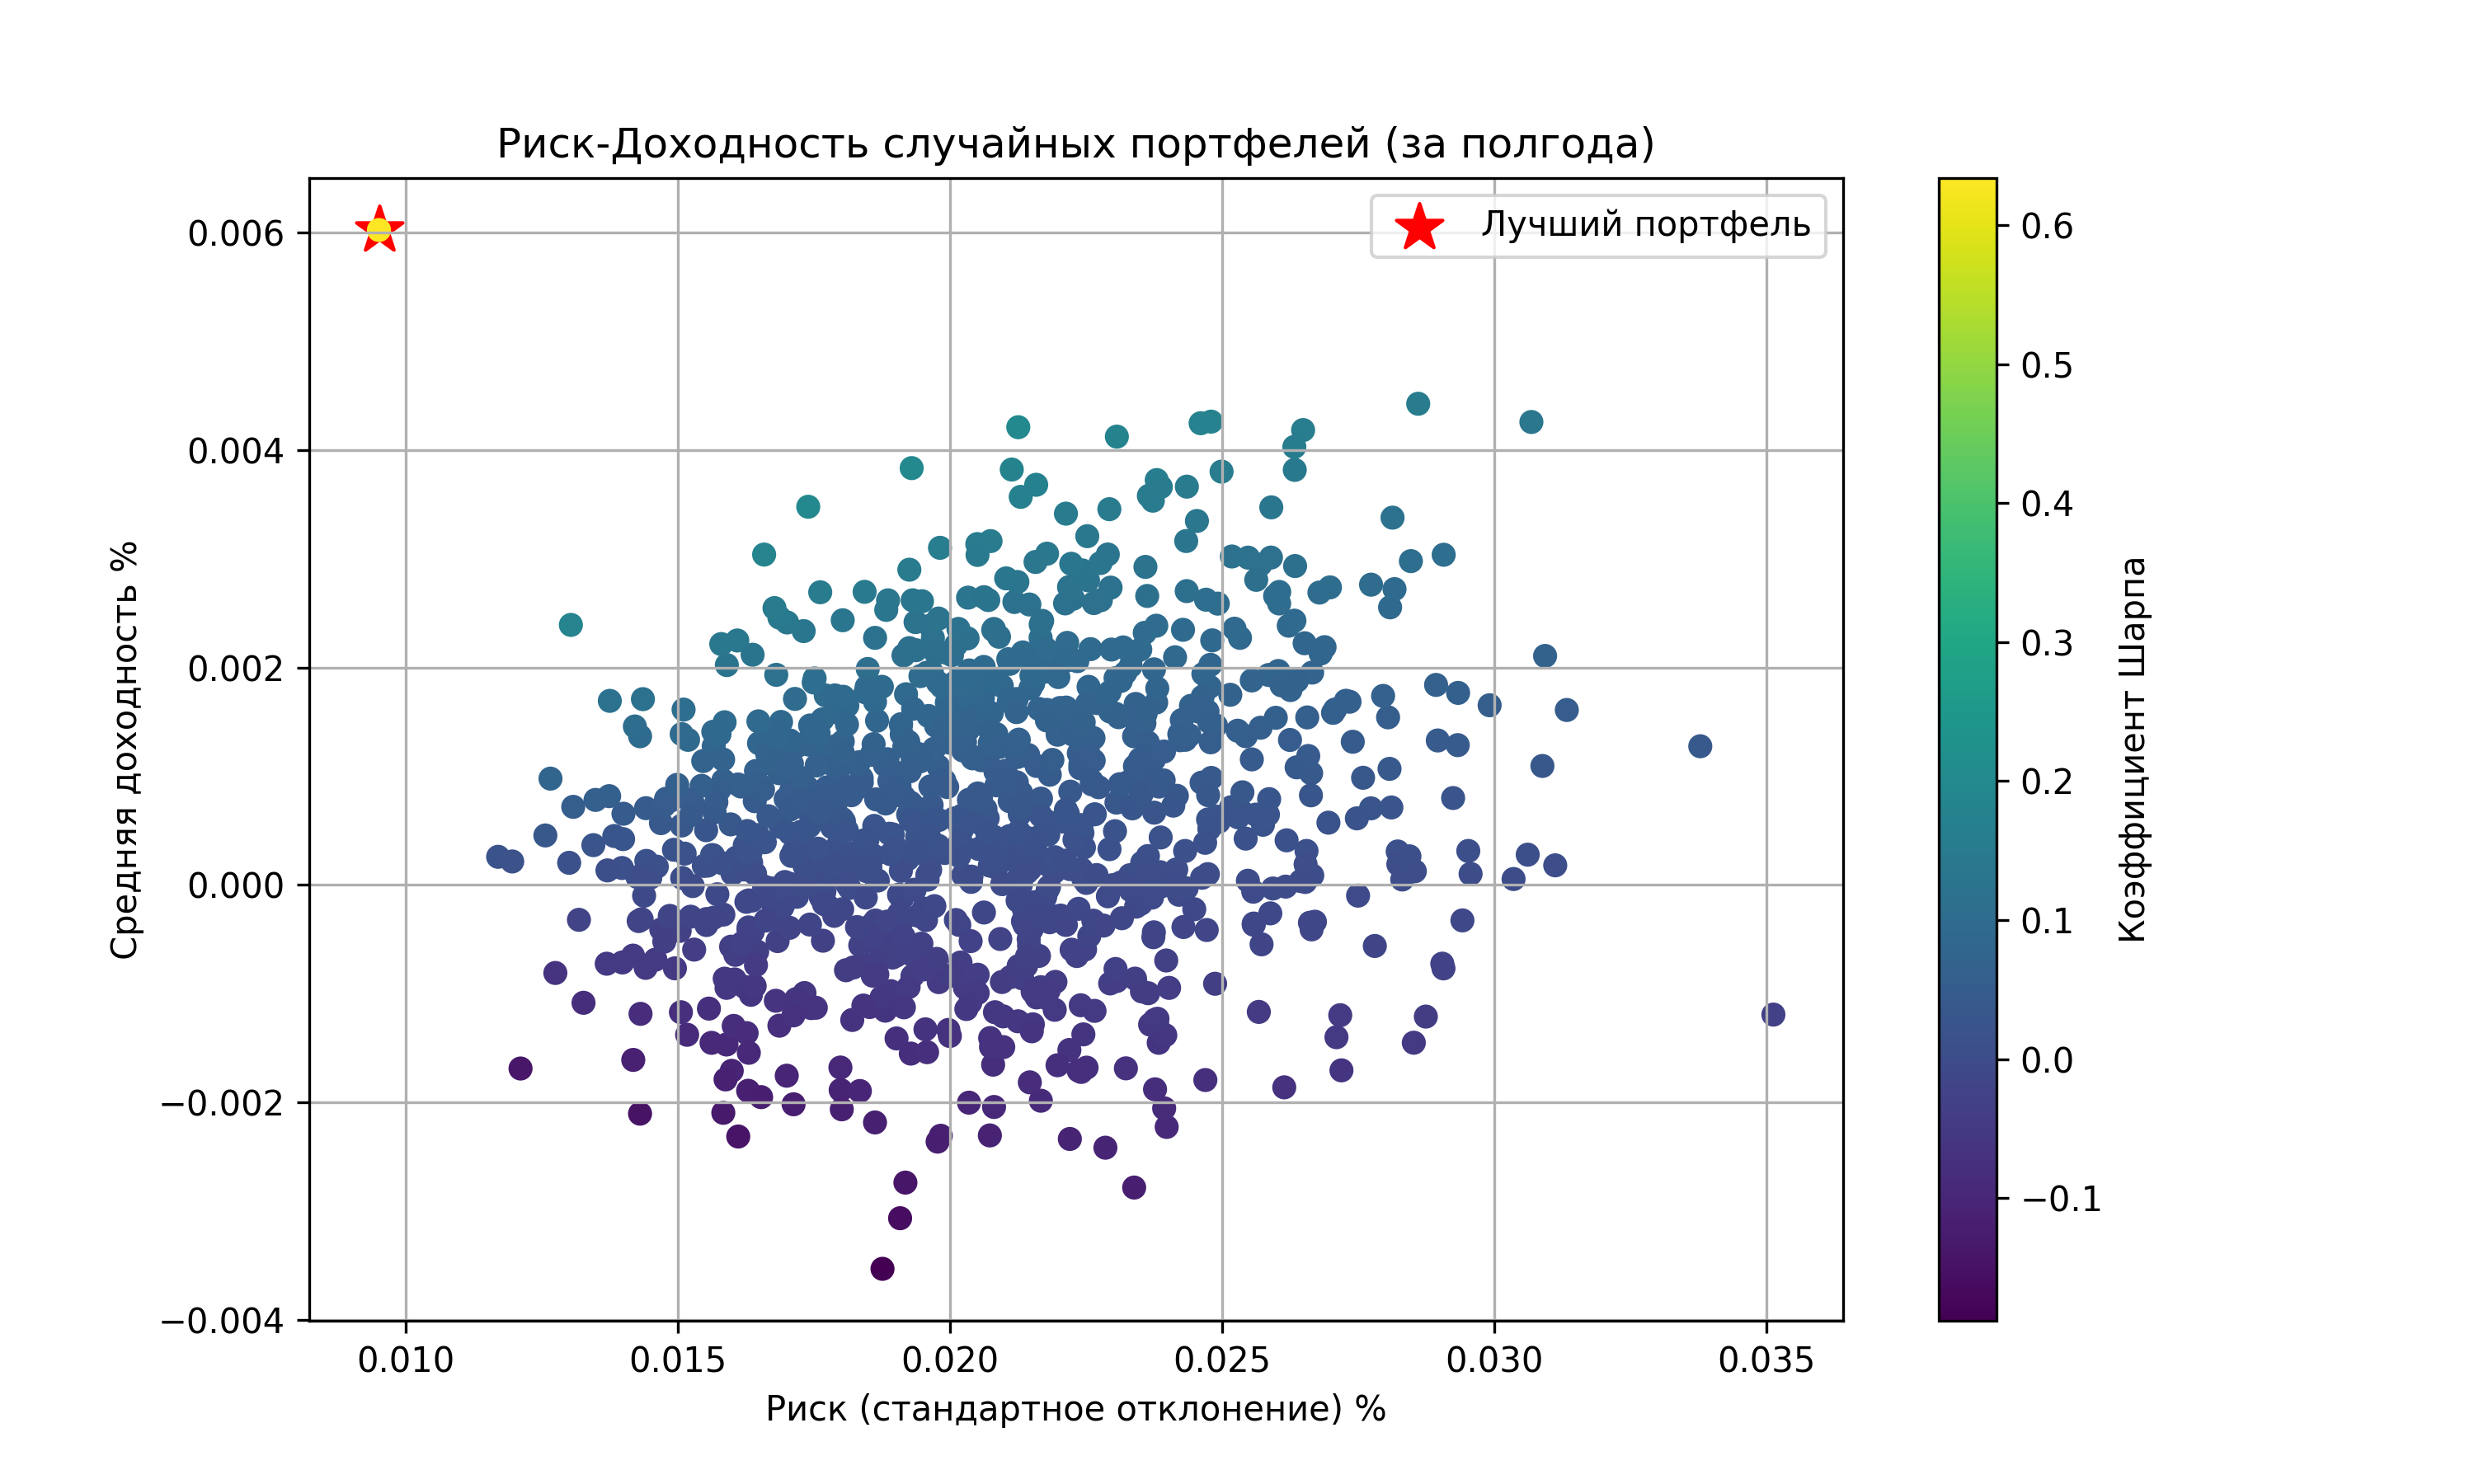 Риск-Доходность случайных портфелей (за полгода)
Лучший портфель
Средняя доходность %
0.006
0.004
0.002
0.000
−0.002
−0.004
0.010 0.015 0.020 0.025 0.030 0.035
Риск (стандартное отклонение) %
0.6
0.5
0.4
0.3
0.2
0.1
0.0
−0.1
Коэффициент Шарпа